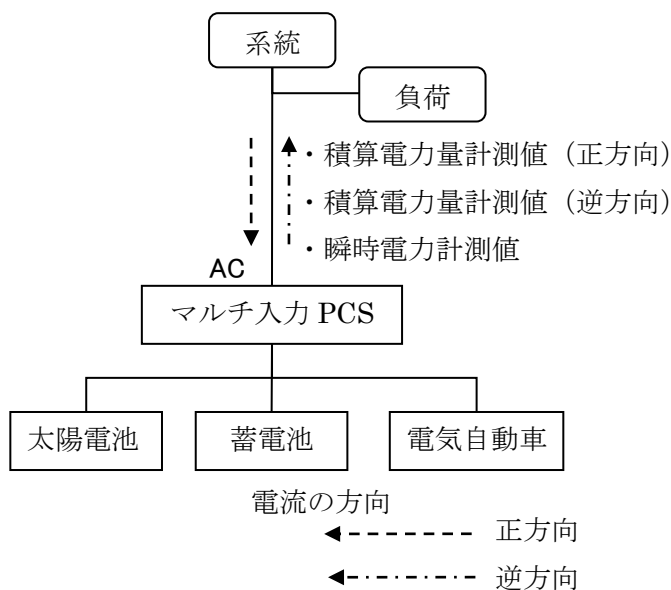 系統
負荷
・積算電力量計測値（正方向）
・積算電力量計測値（逆方向）
・瞬時電力計測値
AC
マルチ入力 PCS
太陽電池
蓄電池
電気自動車
電流の方向
正方向
逆方向